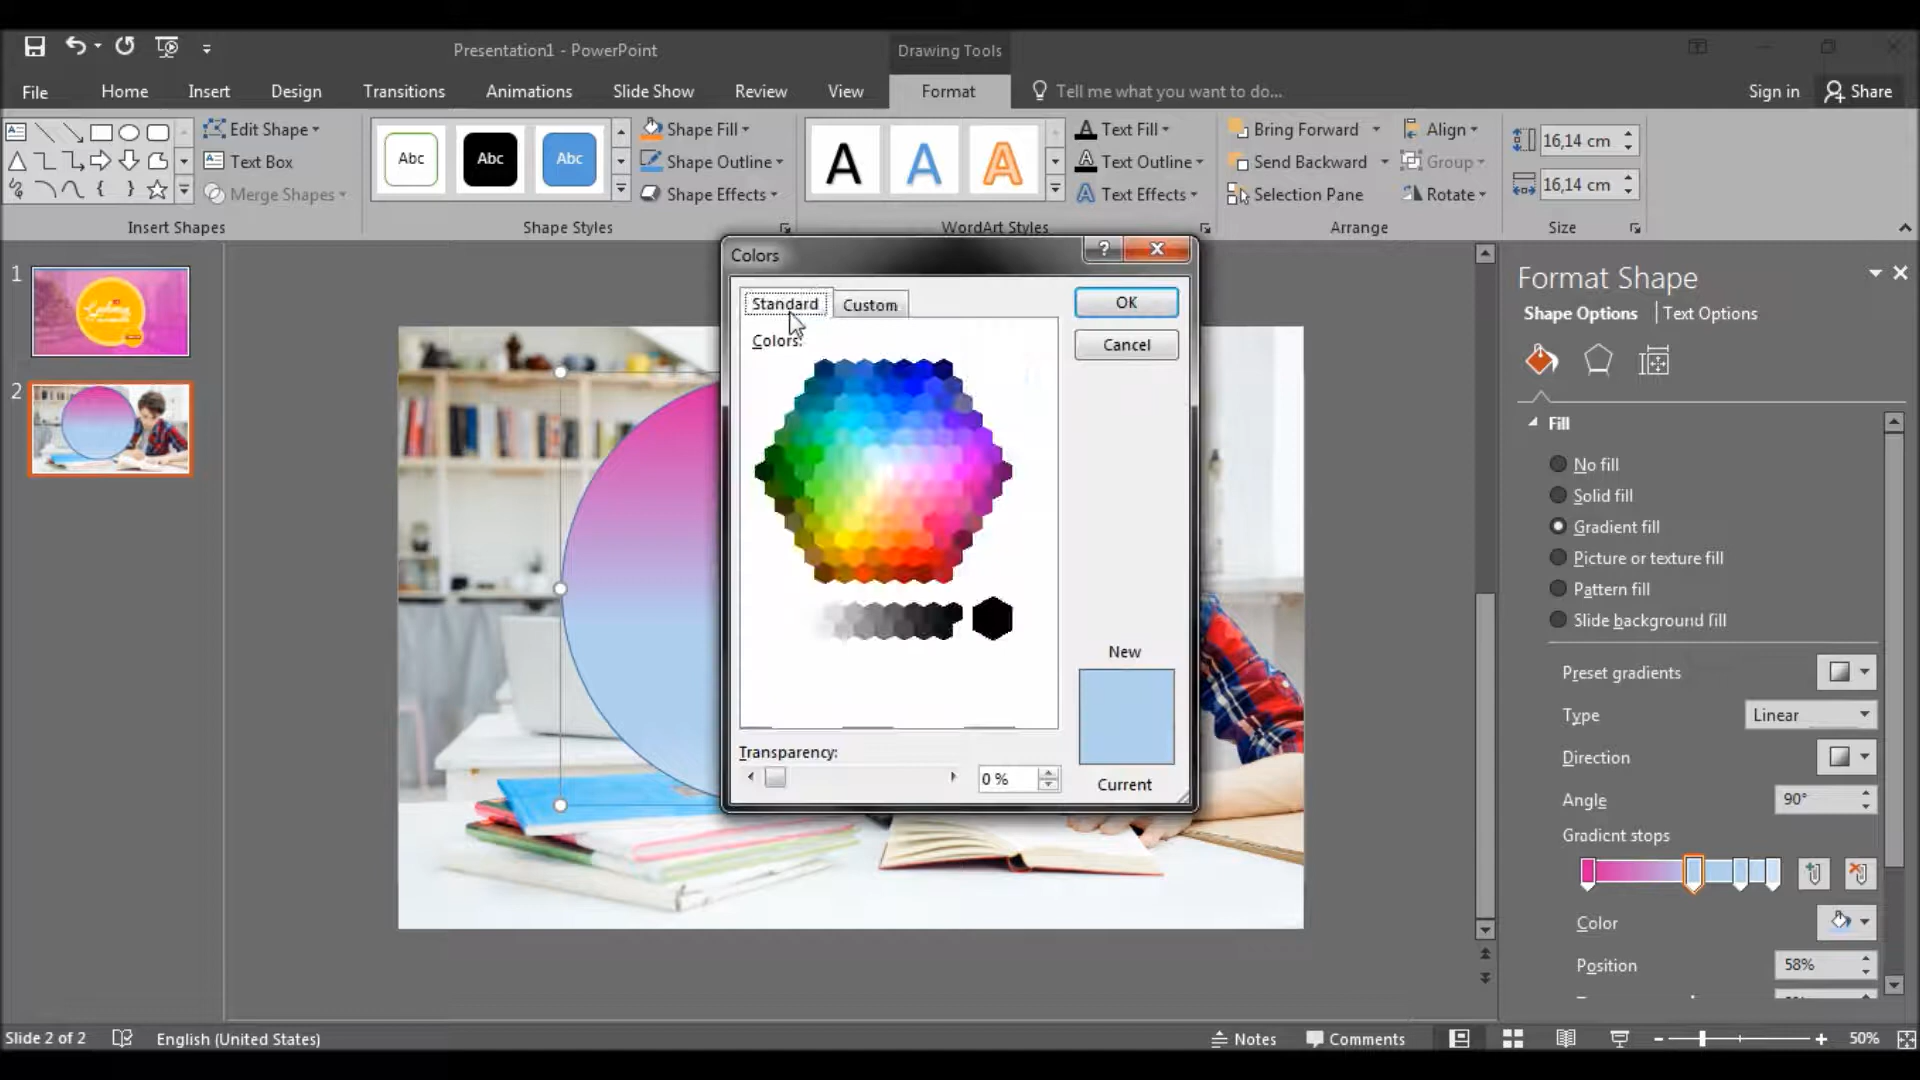 Presentation1 - PowerPoint
Drawing Tools
File Home Insert Design Transitions Animations Slide Show Review View Format Tell me what you want to do... Sign in Share
Edit Shape
Text Box
Merge Shapes
Insert Shapes
Abc Abc Abc
Shape Fill
Shape Outline
Shape Effects
Shape Styles
A A A
Text Fill
Text Outline
Text Effects
WordArt Styles
Bring Forward
Send Backward
Selection Pane
Align
Group
Rotate
Arrange
16,14 cm
16,14 cm
Size
1
2
Colors
?
Standard Custom
OK
Cancel
Colors:
New
Current
Transparency:
0 %
Format Shape
Shape Options Text Options
Fill
No fill
Solid fill
Gradient fill
Picture or texture fill
Pattern fill
Slide background fill
Preset gradients
Type Linear
Direction
Angle 90°
Gradient stops
Color
Position 58%
Slide 2 of 2 English (United States) Notes Comments 50%